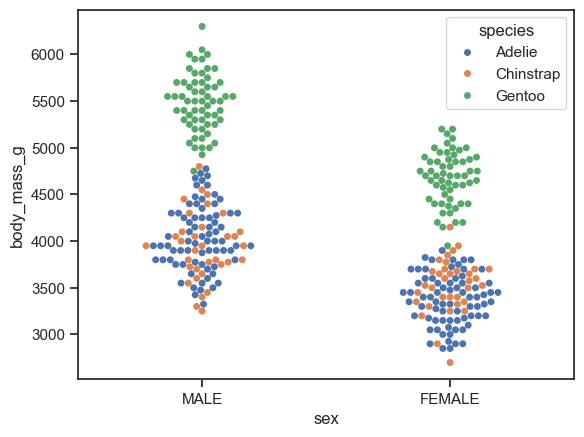 species
Adelie
Chinstrap
Gentoo
6000
5500
5000
4500
4000
3500
3000
body_mass_g
MALE
FEMALE
sex